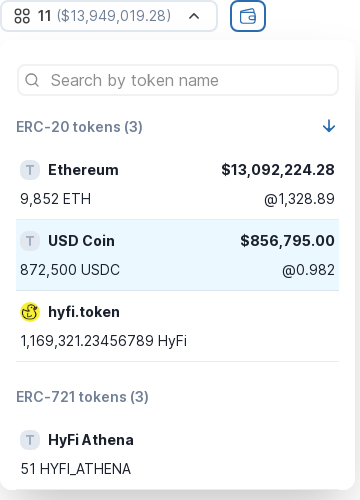 11 ($13,949,019.28)
Search by token name
ERC-20 tokens (3)
T Ethereum $13,092,224.28
9,852 ETH @1,328.89
T USD Coin $856,795.00
872,500 USDC @0.982
hyfi.token
1,169,321.23456789 HyFi
ERC-721 tokens (3)
T HyFi Athena
51 HYFI_ATHENA